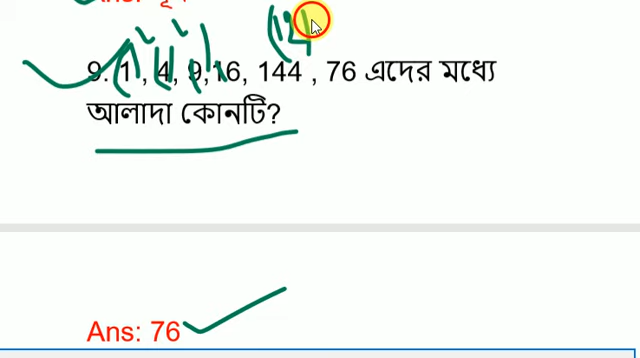 9. 1, 4, 9,16, 144 , 76 এদের মধ্যে
আলাদা কোনটি?
Ans: 76